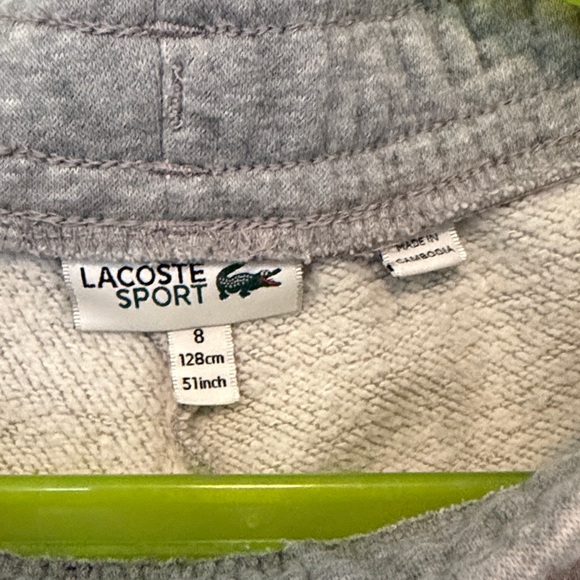 LACOSTE
SPORT
MADE IN
CAMBODIA
8
128cm
51inch